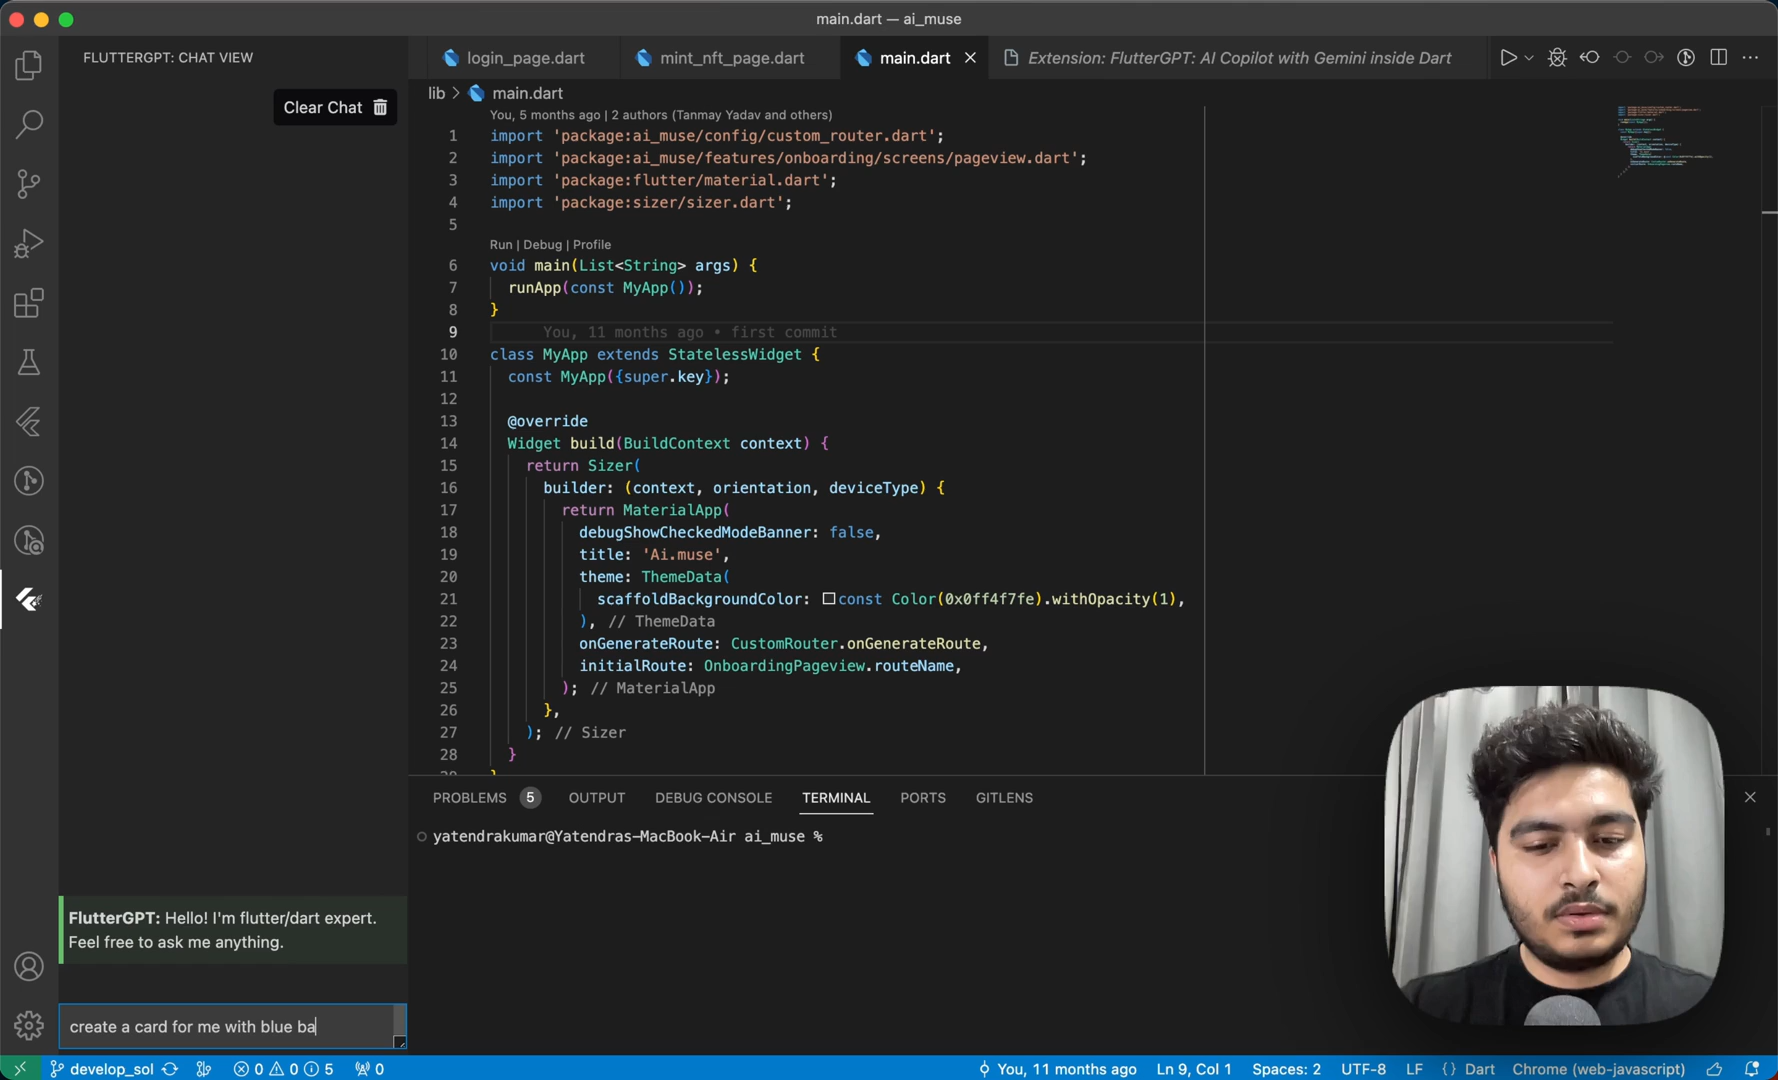 main.dart — ai_muse
FLUTTERGPT: CHAT VIEW
login_page.dart
mint_nft_page.dart
main.dart
Extension: FlutterGPT: AI Copilot with Gemini inside Dart
Clear Chat
lib > main.dart
You, 5 months ago | 2 authors (Tanmay Yadav and others)
1 import 'package:ai_muse/config/custom_router.dart';
2 import 'package:ai_muse/features/onboarding/screens/pageview.dart';
3 import 'package:flutter/material.dart';
4 import 'package:sizer/sizer.dart';
5
Run | Debug | Profile
6 void main(List<String> args) {
7 runApp(const MyApp());
8 }
9 You, 11 months ago • first commit
10 class MyApp extends StatelessWidget {
11 const MyApp({super.key});
12
13 @override
14 Widget build(BuildContext context) {
15 return Sizer(
16 builder: (context, orientation, deviceType) {
17 return MaterialApp(
18 debugShowCheckedModeBanner: false,
19 title: 'Ai.muse',
20 theme: ThemeData(
21 scaffoldBackgroundColor: const Color(0x0ff4f7fe).withOpacity(1),
22 ), // ThemeData
23 onGenerateRoute: CustomRouter.onGenerateRoute,
24 initialRoute: OnboardingPageview.routeName,
25 ); // MaterialApp
26 },
27 ); // Sizer
28 }
PROBLEMS 5 OUTPUT DEBUG CONSOLE TERMINAL PORTS GITLENS
yatendrakumar@Yatendras-MacBook-Air ai_muse %
FlutterGPT: Hello! I'm flutter/dart expert.
Feel free to ask me anything.
create a card for me with blue ba
develop_sol 0 0 5 0 You, 11 months ago Ln 9, Col 1 Spaces: 2 UTF-8 LF {} Dart Chrome (web-javascript)